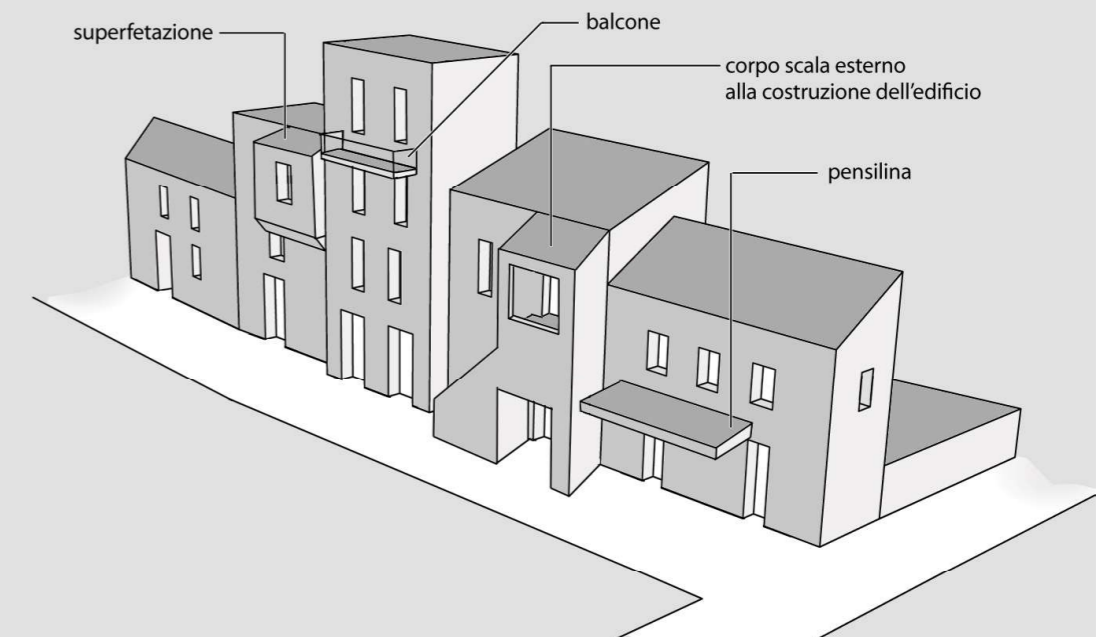 superfetazione
balcone
corpo scala esterno
alla costruzione dell'edificio
pensilina